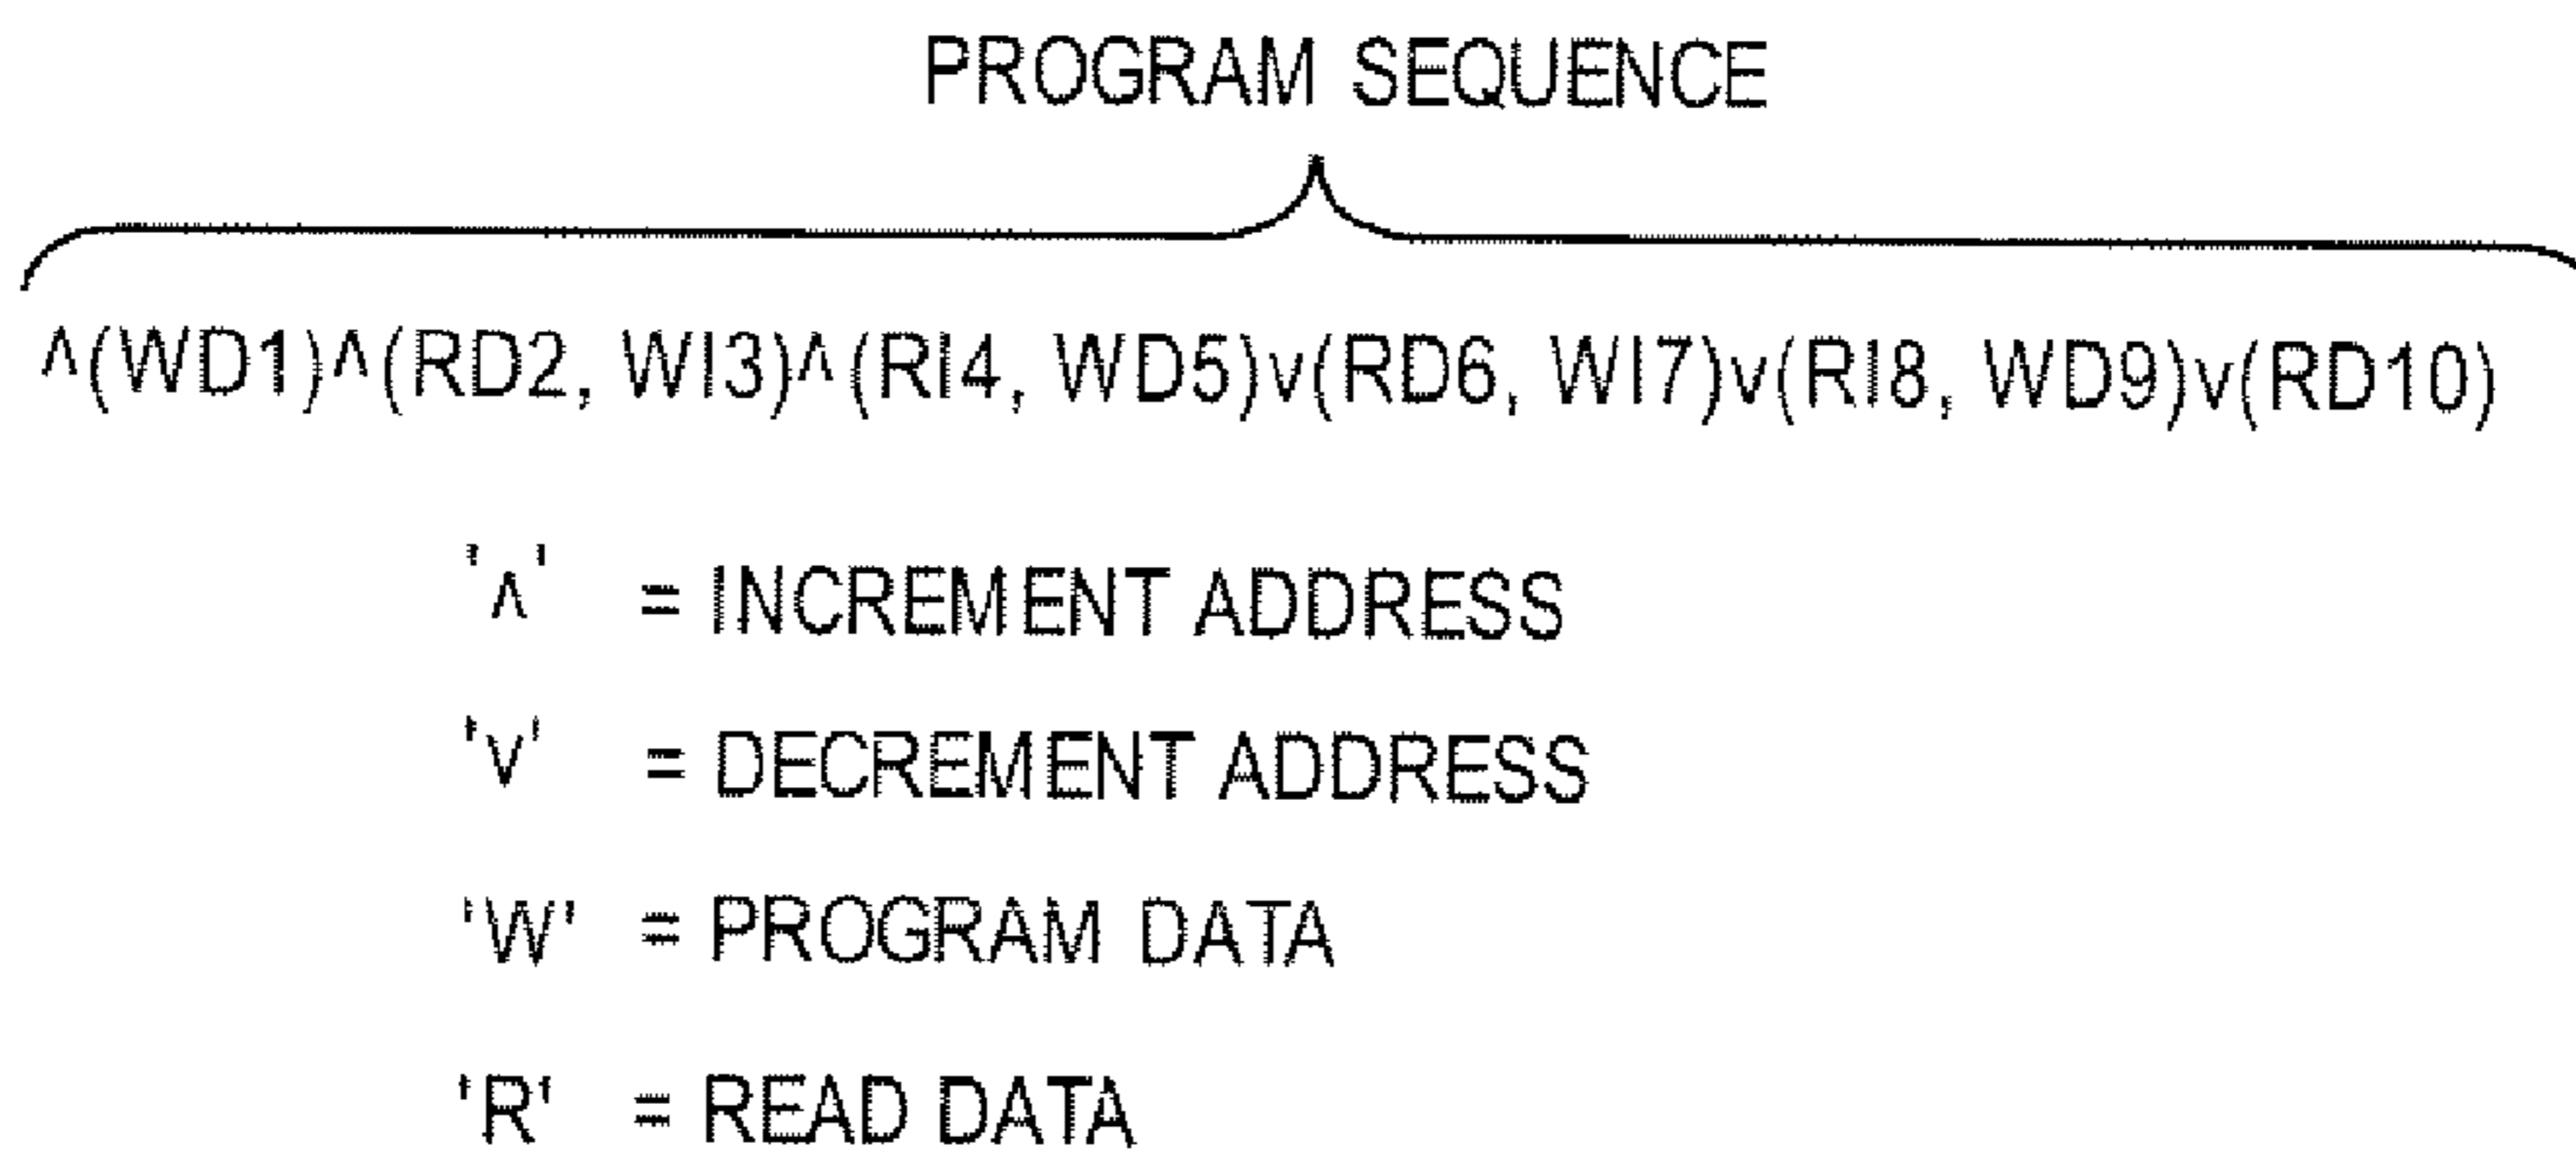 PROGRAM SEQUENCE
^(WD1)^(RD2, WI3)^(RI4, WD5)v(RD6, WI7)v(RI8, WD9)v(RD10)
'^' = INCREMENT ADDRESS
'v' = DECREMENT ADDRESS
'W' = PROGRAM DATA
'R' = READ DATA